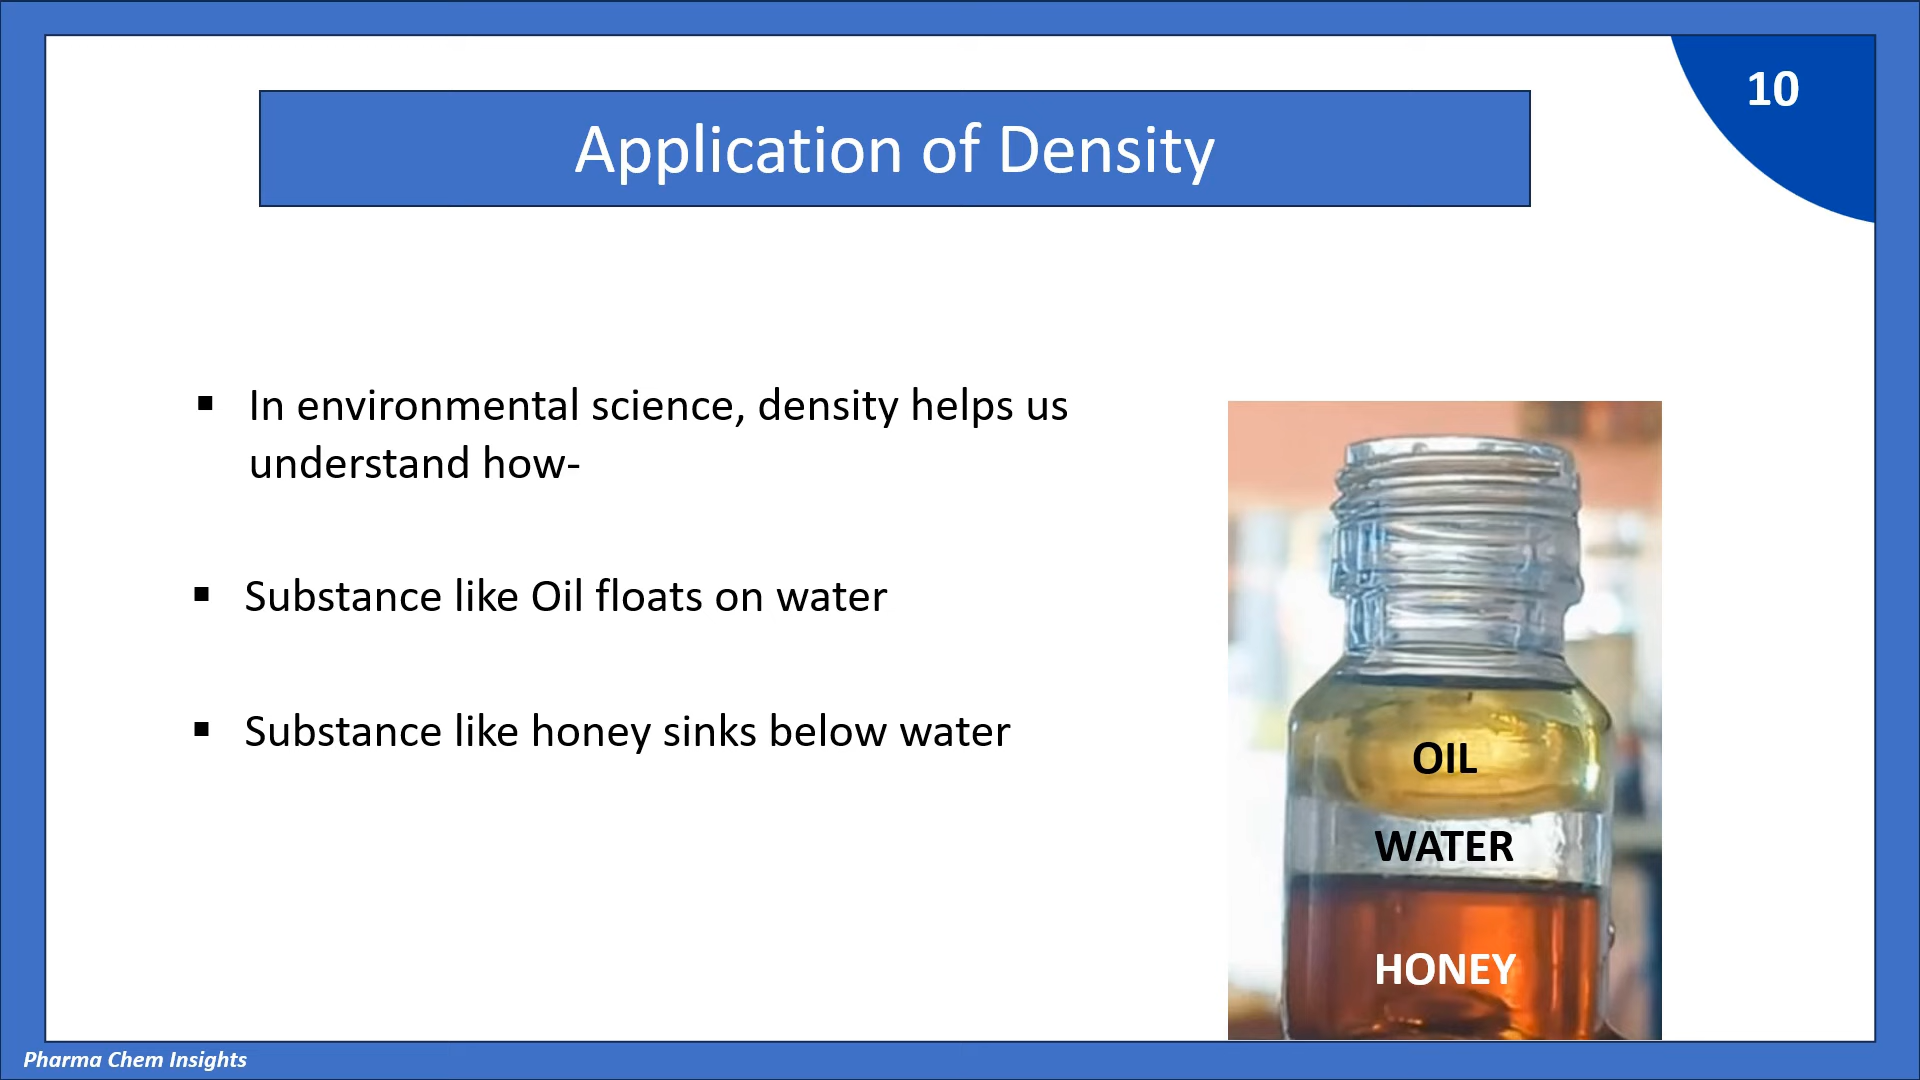 10
Application of Density
▪ In environmental science, density helps us
understand how-
▪ Substance like Oil floats on water
▪ Substance like honey sinks below water
OIL
WATER
HONEY
Pharma Chem Insights